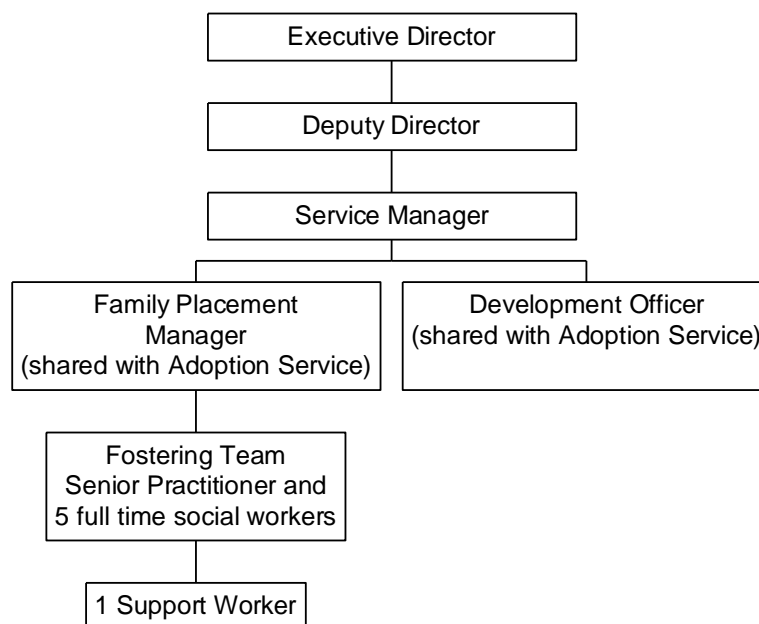 Executive Director
Deputy Director
Service Manager
Family Placement
Manager
(shared with Adoption Service)
Development Officer
(shared with Adoption Service)
Fostering Team
Senior Practitioner and
5 full time social workers
1 Support Worker